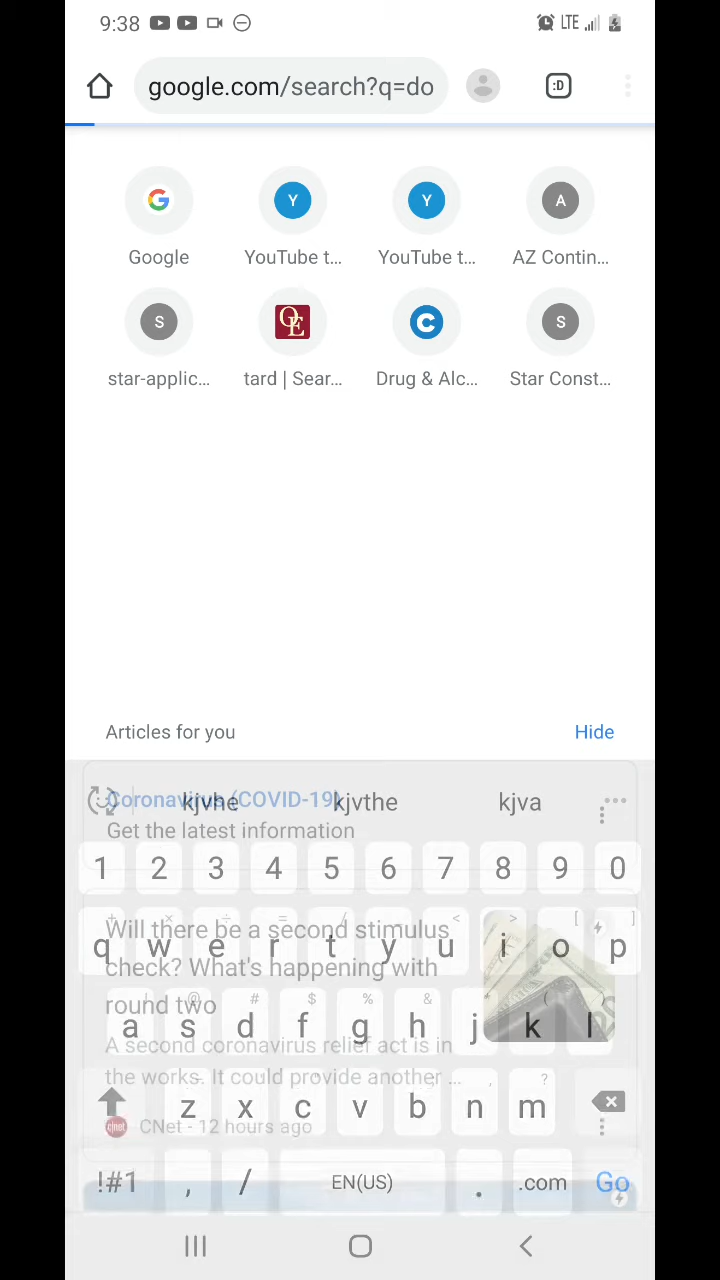 9:38 LTE
google.com/search?q=do :D
G Y Y A
Google YouTube t... YouTube t... AZ Contin...
S OE C S
star-applic... tard | Sear... Drug & Alc... Star Const...
Articles for you Hide
Coronavirus (COVID-19)
kjvhe kjvthe kjva
Get the latest information
1 2 3 4 5 6 7 8 9 0
+ × ÷ = / < > [ ]
Will there be a second stimulus
q w e r t y u i o p
check? What's happening with
! @ # $ % & (
round two
a s d f g h j k l
A second coronavirus relief act is in
the works. It could provide another ...
- ' " : ; , ?
z x c v b n m
c|net CNet - 12 hours ago
!#1 , / EN(US) . .com Go